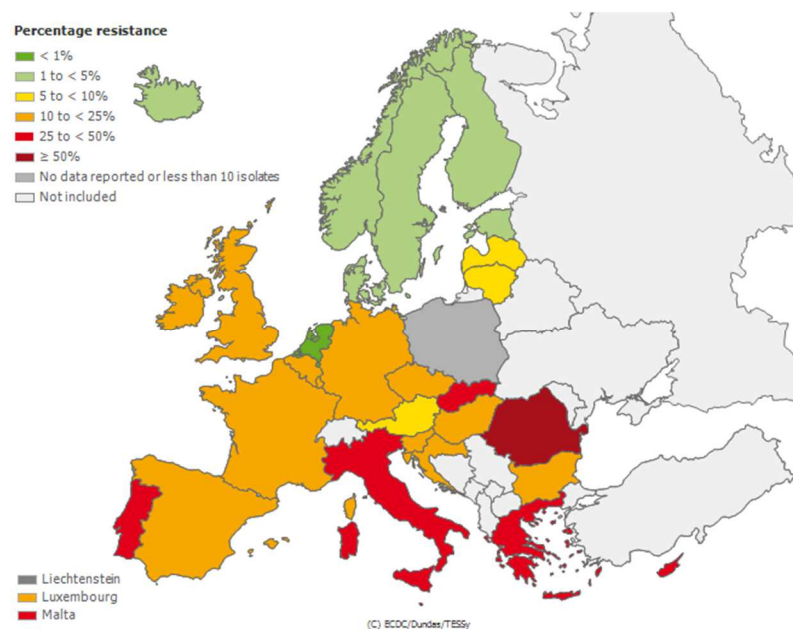 Percentage resistance
< 1%
1 to < 5%
5 to < 10%
10 to < 25%
25 to < 50%
≥ 50%
No data reported or less than 10 isolates
Not included
Liechtenstein
Luxembourg
Malta
(C) ECDC/Dundas/TESSy